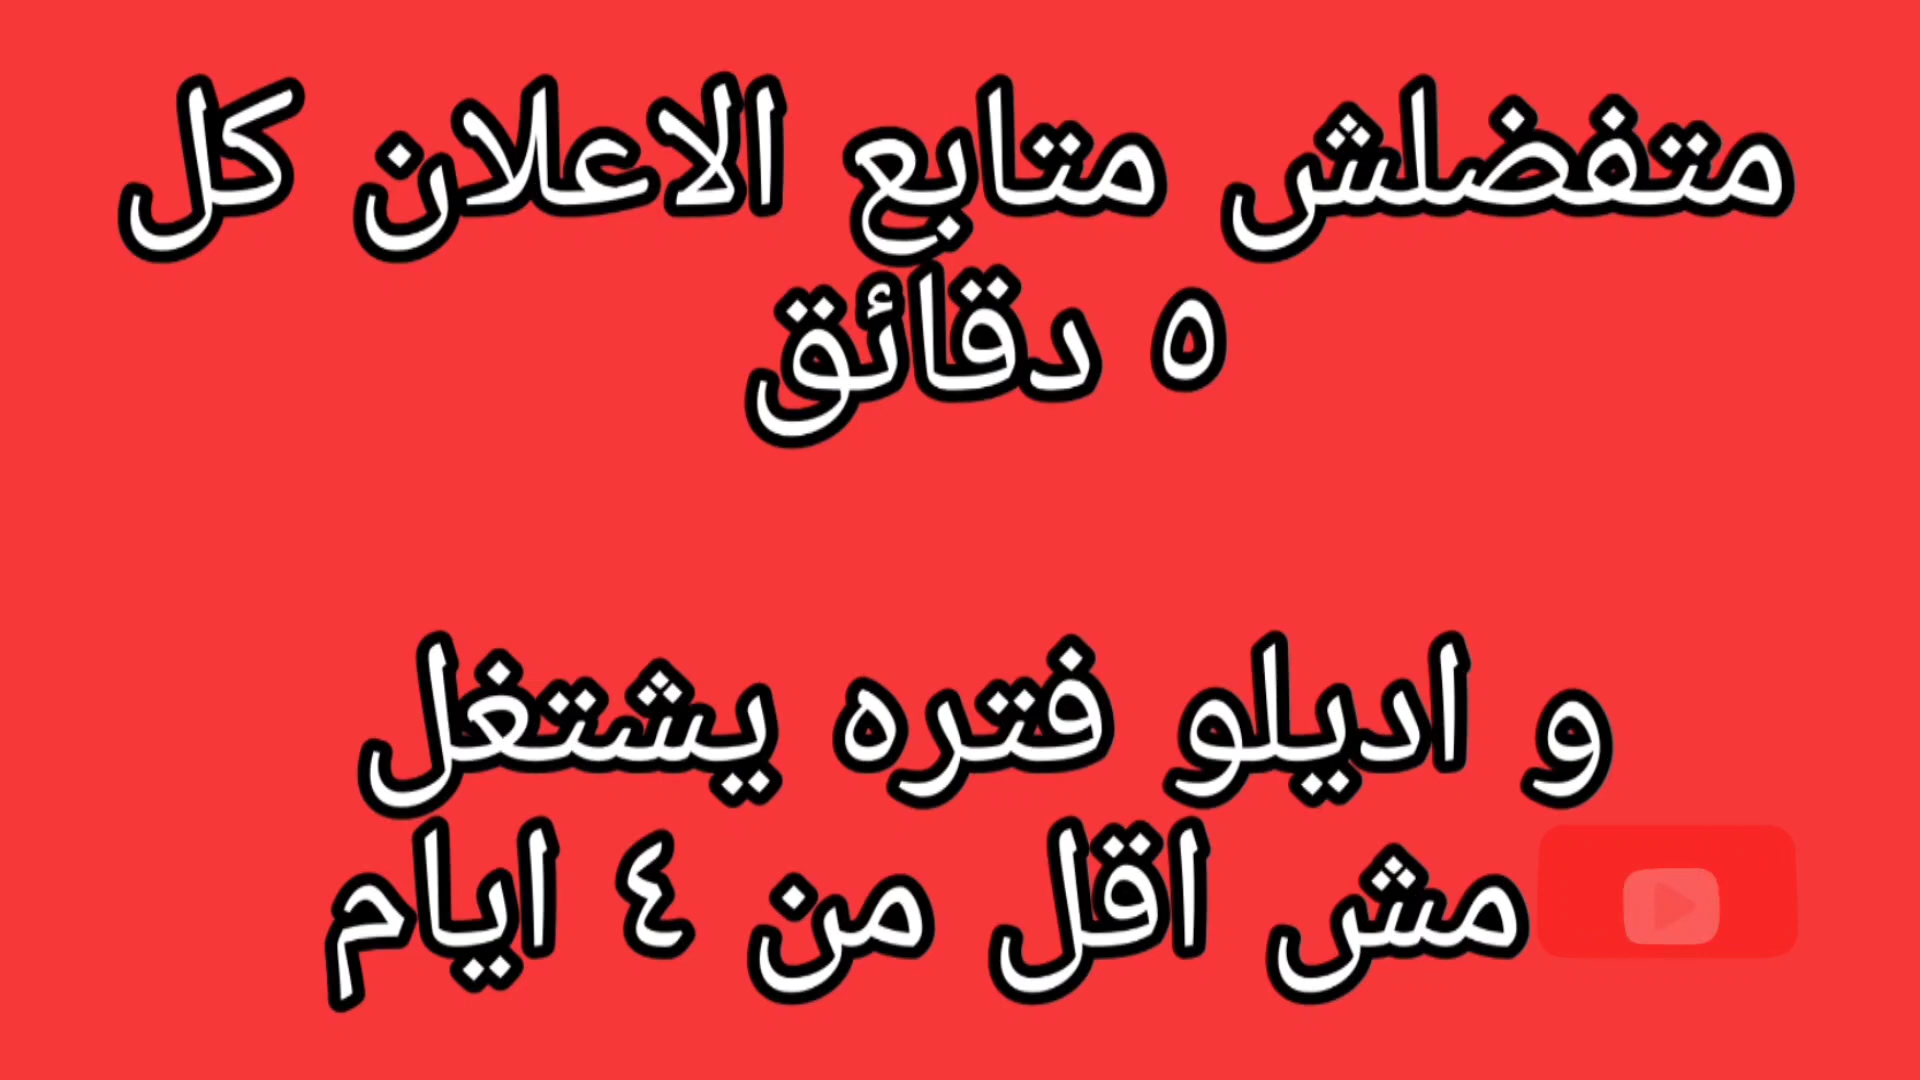 متفضلش متابع الاعلان كل
٥ دقائق
و اديلو فتره يشتغل
مش اقل من ٤ ايام